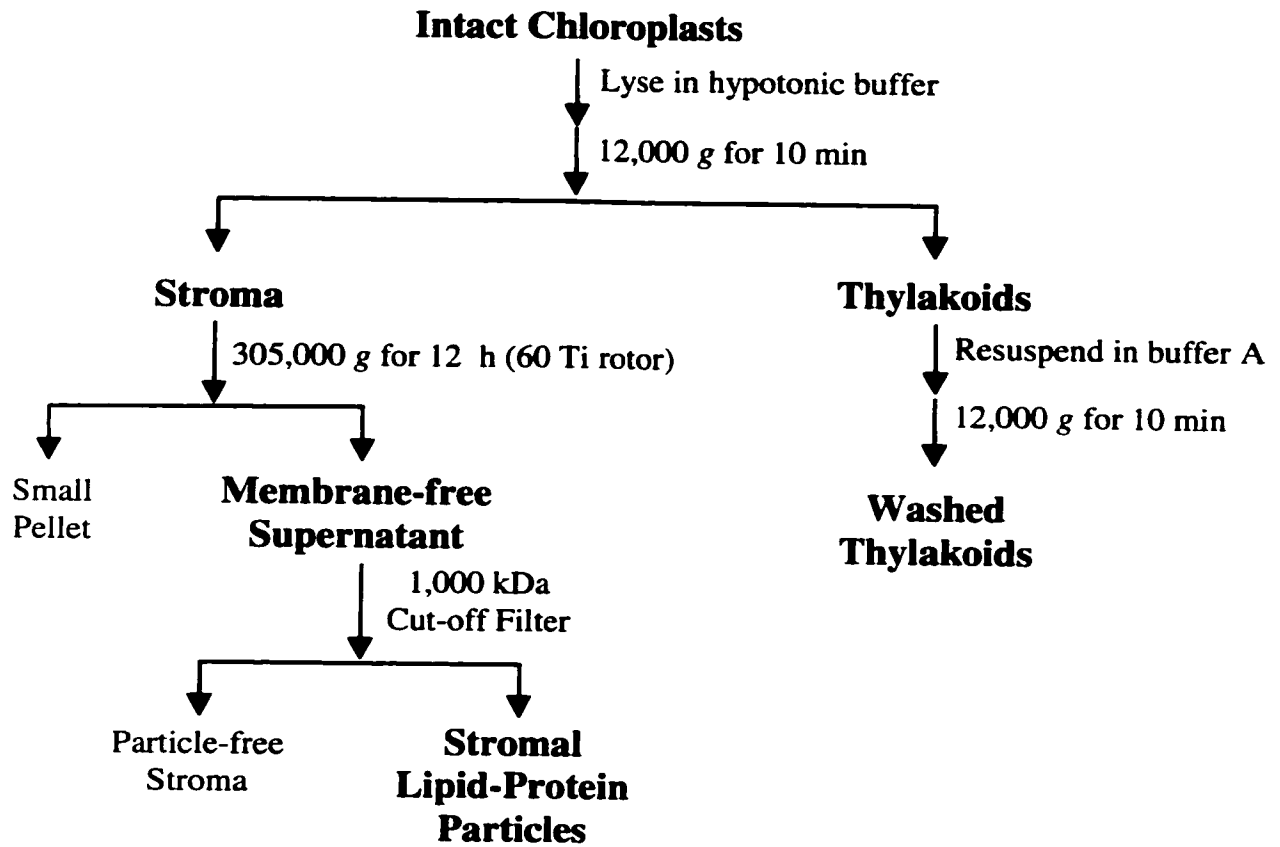 Intact Chloroplasts
Lyse in hypotonic buffer
12,000 g for 10 min
Stroma
Thylakoids
305,000 g for 12 h (60 Ti rotor)
Resuspend in buffer A
12,000 g for 10 min
Small
Pellet
Membrane-free
Supernatant
Washed
Thylakoids
1,000 kDa
Cut-off Filter
Particle-free
Stroma
Stromal
Lipid-Protein
Particles